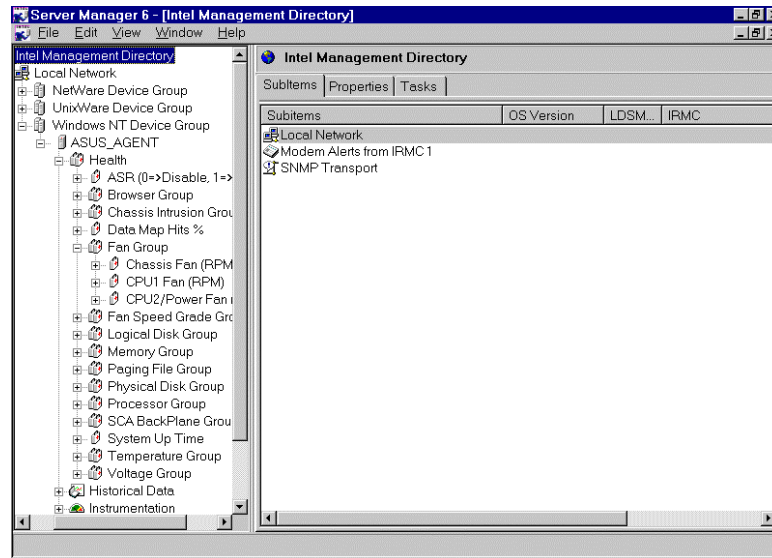 Server Manager 6 - [Intel Management Directory]
File Edit View Window Help
Intel Management Directory
Local Network
NetWare Device Group
UnixWare Device Group
Windows NT Device Group
ASUS_AGENT
Health
ASR (0=>Disable, 1=>
Browser Group
Chassis Intrusion Grou
Data Map Hits %
Fan Group
Chassis Fan (RPM
CPU1 Fan (RPM)
CPU2/Power Fan
Fan Speed Grade Gro
Logical Disk Group
Memory Group
Paging File Group
Physical Disk Group
Processor Group
SCA BackPlane Grou
System Up Time
Temperature Group
Voltage Group
Historical Data
Instrumentation
Intel Management Directory
SubItems Properties Tasks
Subitems OS Version LDSM... IRMC
Local Network
Modem Alerts from IRMC 1
SNMP Transport